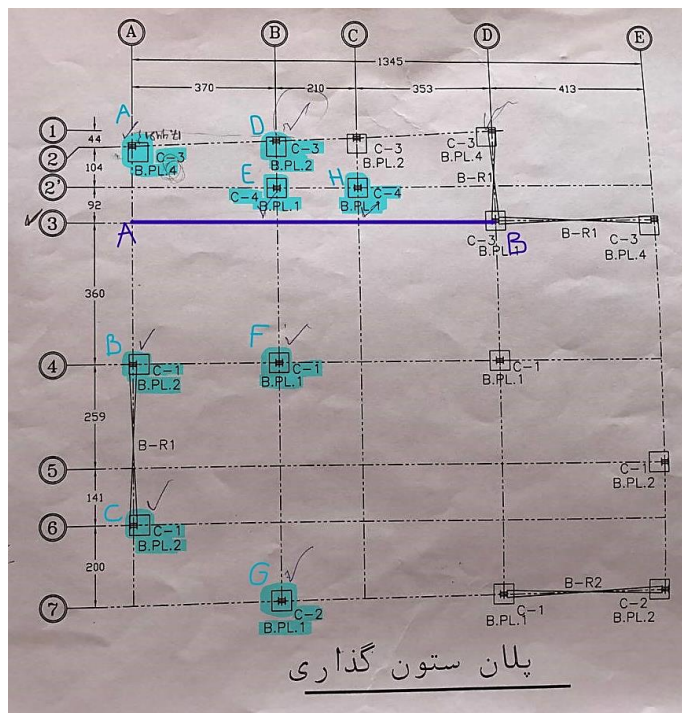 A B C D E
1345
370 210 353 413
1
A D
44
2
C-3 C-3 C-3 C-3
B.PL.4 B.PL.2 B.PL.2 B.PL.4
104
E H
B-R1
2'
C-4 C-4
B.PL.1 B.PL.1
92
3
A B
C-3 B-R1 C-3
B.PL.1 B.PL.4
360
B F
4
C-1 C-1 C-1
B.PL.2 B.PL.1 B.PL.1
259
B-R1
5
C-1
B.PL.2
141
C
6
C-1
B.PL.2
200
G
B-R2
7
C-2 C-1 C-2
B.PL.1 B.PL.1 B.PL.2
پلان ستون گذاری